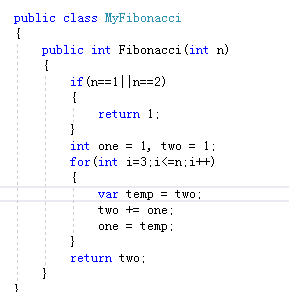 public class MyFibonacci
{
public int Fibonacci(int n)
{
if(n==1||n==2)
{
return 1;
}
int one = 1, two = 1;
for(int i=3;i<=n;i++)
{
var temp = two;
two += one;
one = temp;
}
return two;
}
}